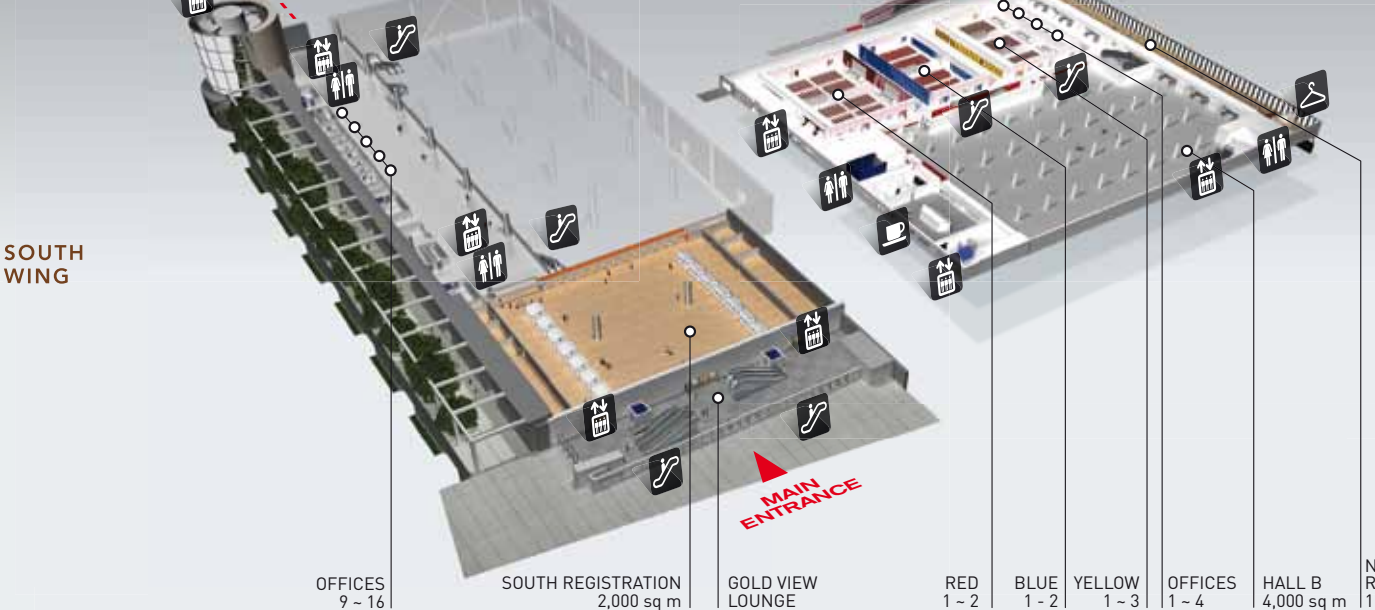 SOUTH
WING
MAIN
ENTRANCE
OFFICES
9 ~ 16
SOUTH REGISTRATION
2,000 sq m
GOLD VIEW
LOUNGE
RED
1 ~ 2
BLUE
1 - 2
YELLOW
1 ~ 3
OFFICES
1 ~ 4
HALL B
4,000 sq m